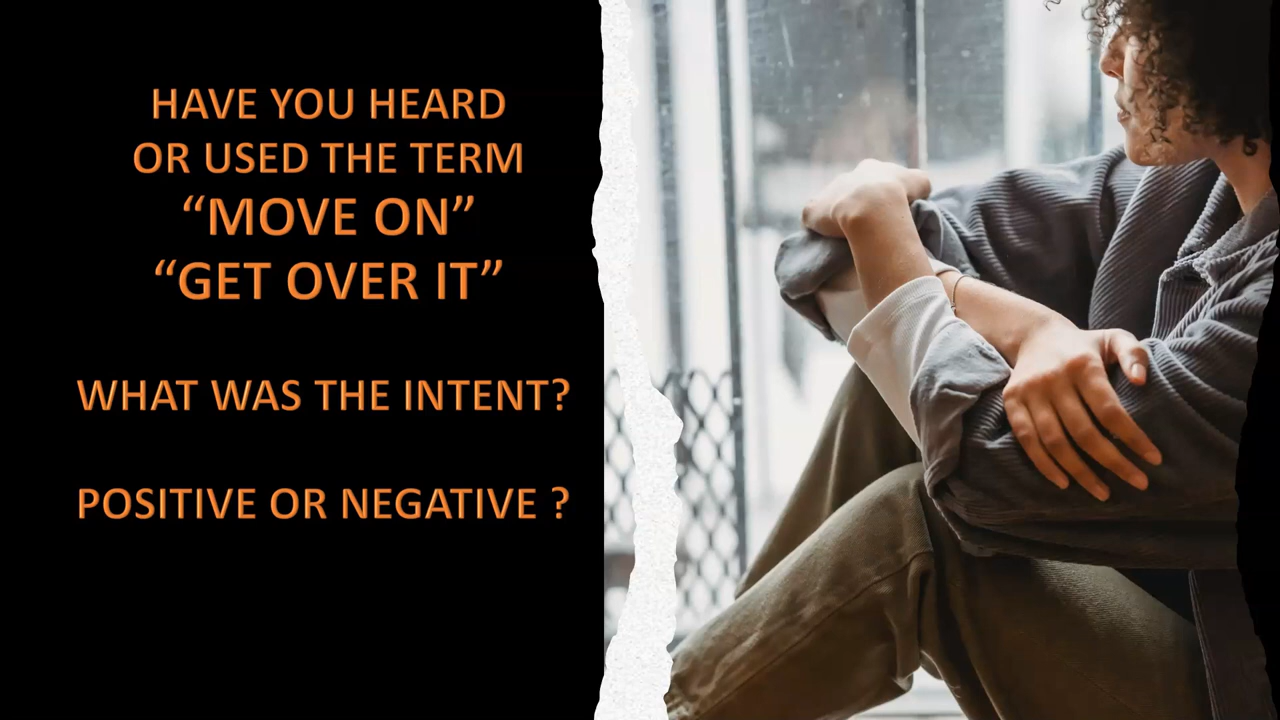 HAVE YOU HEARD
OR USED THE TERM
“MOVE ON”
“GET OVER IT”
WHAT WAS THE INTENT?
POSITIVE OR NEGATIVE ?